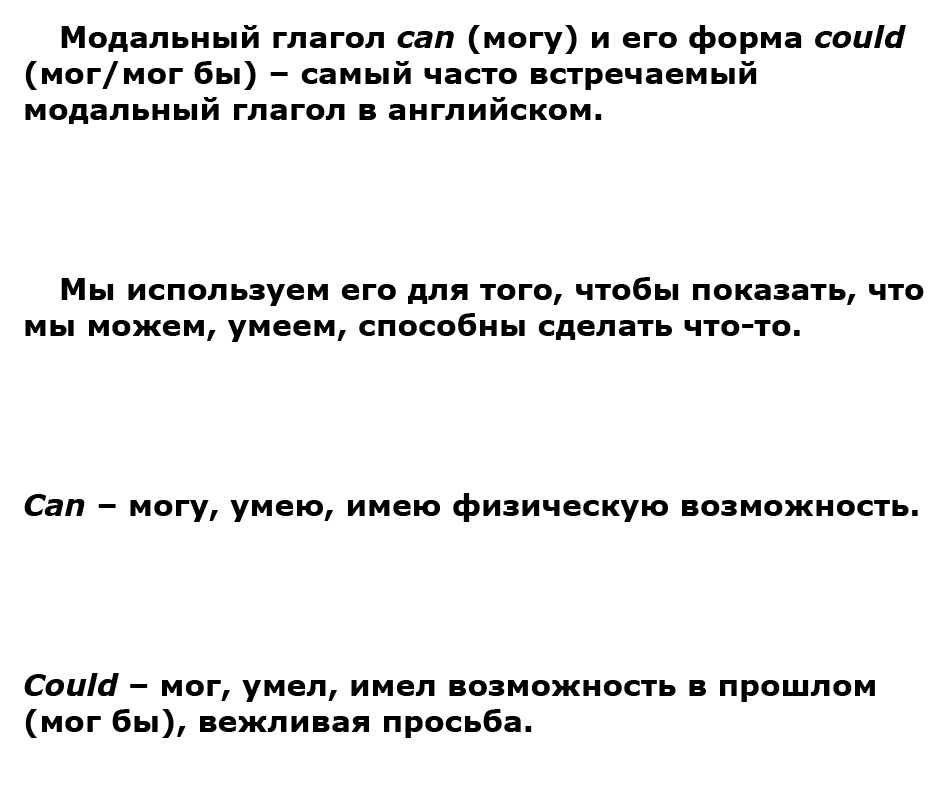 Модальный глагол can (могу) и его форма could
(мог/мог бы) – самый часто встречаемый
модальный глагол в английском.
Мы используем его для того, чтобы показать, что
мы можем, умеем, способны сделать что-то.
Can – могу, умею, имею физическую возможность.
Could – мог, умел, имел возможность в прошлом
(мог бы), вежливая просьба.